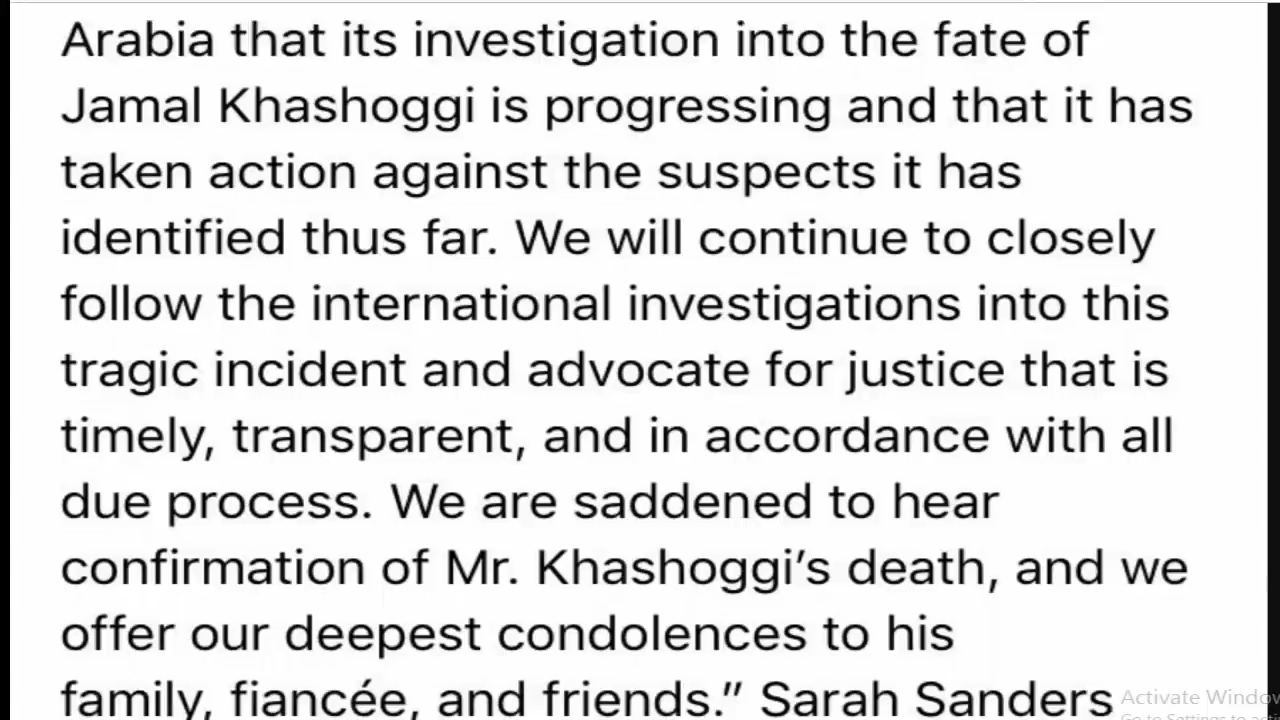 Arabia that its investigation into the fate of
Jamal Khashoggi is progressing and that it has
taken action against the suspects it has
identified thus far. We will continue to closely
follow the international investigations into this
tragic incident and advocate for justice that is
timely, transparent, and in accordance with all
due process. We are saddened to hear
confirmation of Mr. Khashoggi’s death, and we
offer our deepest condolences to his
family, fiancée, and friends.” Sarah Sanders
Activate Window